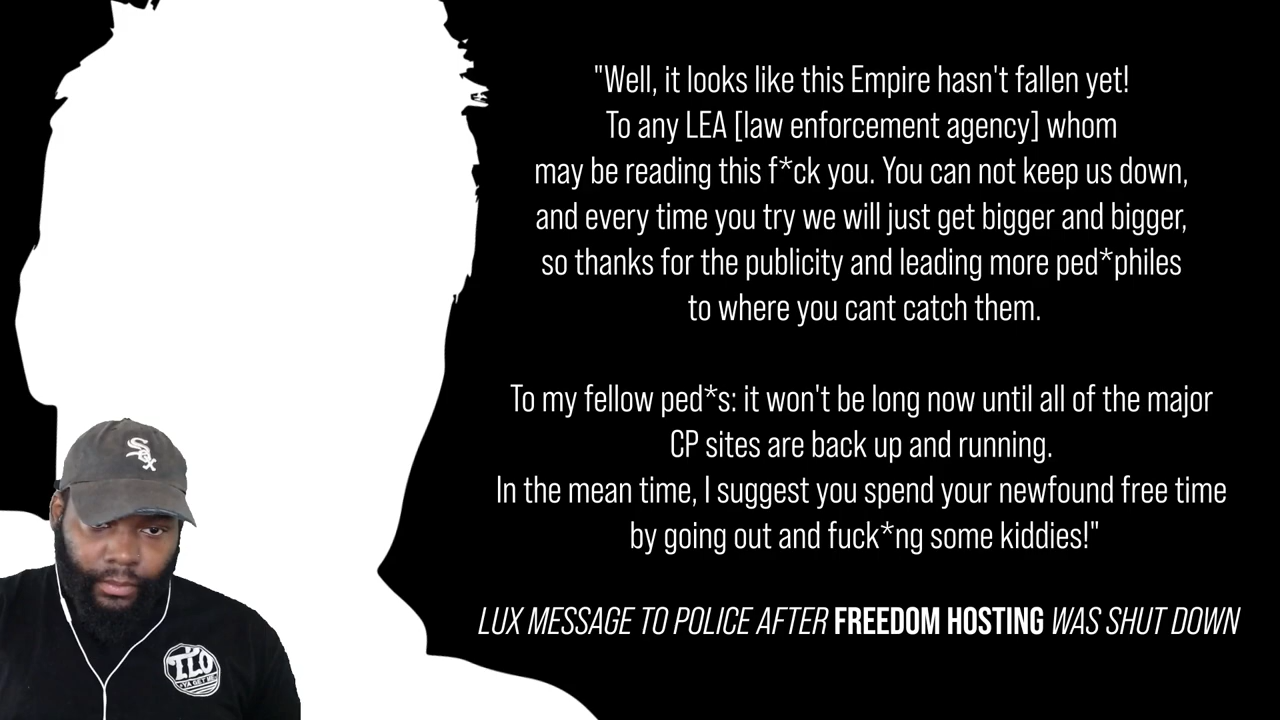 "Well, it looks like this Empire hasn't fallen yet!
To any LEA [law enforcement agency] whom
may be reading this f*ck you. You can not keep us down,
and every time you try we will just get bigger and bigger,
so thanks for the publicity and leading more ped*philes
to where you cant catch them.
To my fellow ped*s: it won't be long now until all of the major
CP sites are back up and running.
In the mean time, I suggest you spend your newfound free time
by going out and fuck*ng some kiddies!"
LUX MESSAGE TO POLICE AFTER FREEDOM HOSTING WAS SHUT DOWN
Sox
TLO